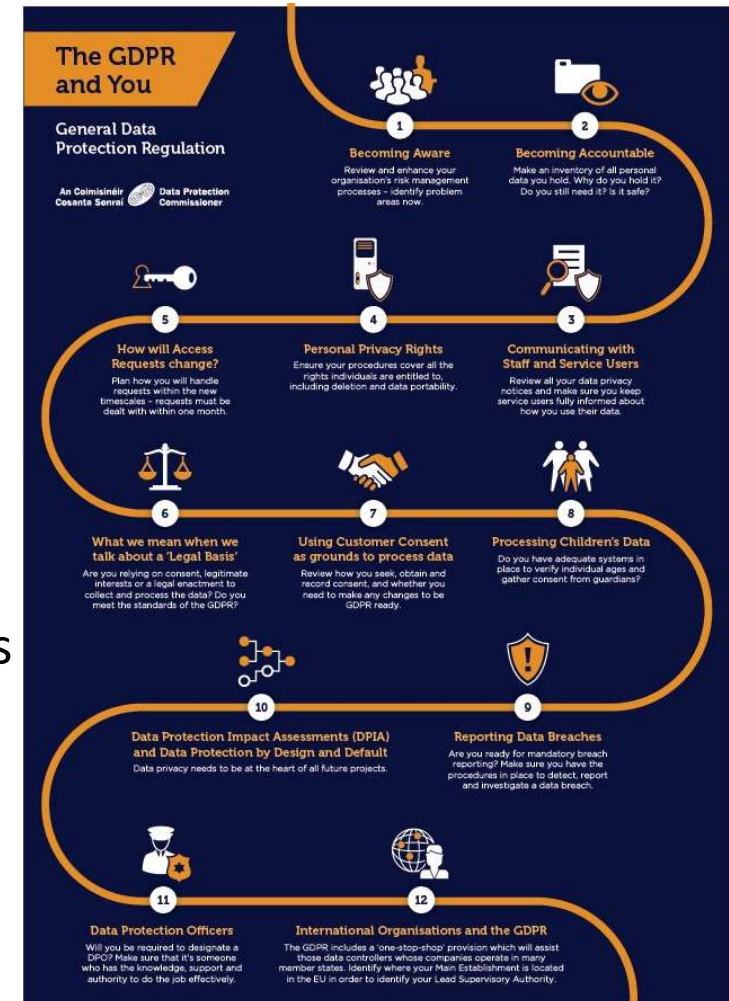 The GDPR
and You
General Data
Protection Regulation
An Coimisinéir
Cosanta Sonraí
Data Protection
Commissioner
1
Becoming Aware
Review and enhance your
organisation's risk management
processes – identify problem
areas now.
2
Becoming Accountable
Make an inventory of all personal
data you hold. Why do you hold it?
Do you still need it? Is it safe?
3
Communicating with
Staff and Service Users
Review all your data privacy
notices and make sure you keep
service users fully informed about
how you use their data.
4
Personal Privacy Rights
Ensure your procedures cover all the
rights individuals are entitled to,
including deletion and data portability.
5
How will Access
Requests change?
Plan how you will handle
requests within the new
timescales – requests must be
dealt with within one month.
6
What we mean when we
talk about a 'Legal Basis'
Are you relying on consent, legitimate
interests or a legal enactment to
collect and process the data? Do you
meet the standards of the GDPR?
7
Using Customer Consent
as grounds to process data
Review how you seek, obtain and
record consent, and whether you
need to make any changes to be
GDPR ready.
8
Processing Children's Data
Do you have adequate systems in
place to verify individual ages and
gather consent from guardians?
s
9
Reporting Data Breaches
Are you ready for mandatory breach
reporting? Make sure you have the
procedures in place to detect, report
and investigate a data breach.
10
Data Protection Impact Assessments (DPIA)
and Data Protection by Design and Default
Data privacy needs to be at the heart of all future projects.
11
Data Protection Officers
Will you be required to designate a
DPO? Make sure that it's someone
who has the knowledge, support and
authority to do the job effectively.
12
International Organisations and the GDPR
The GDPR includes a 'one-stop-shop' provision which will assist
those data controllers whose companies operate in many
member states. Identify where your Main Establishment is located
in the EU in order to identify your Lead Supervisory Authority.